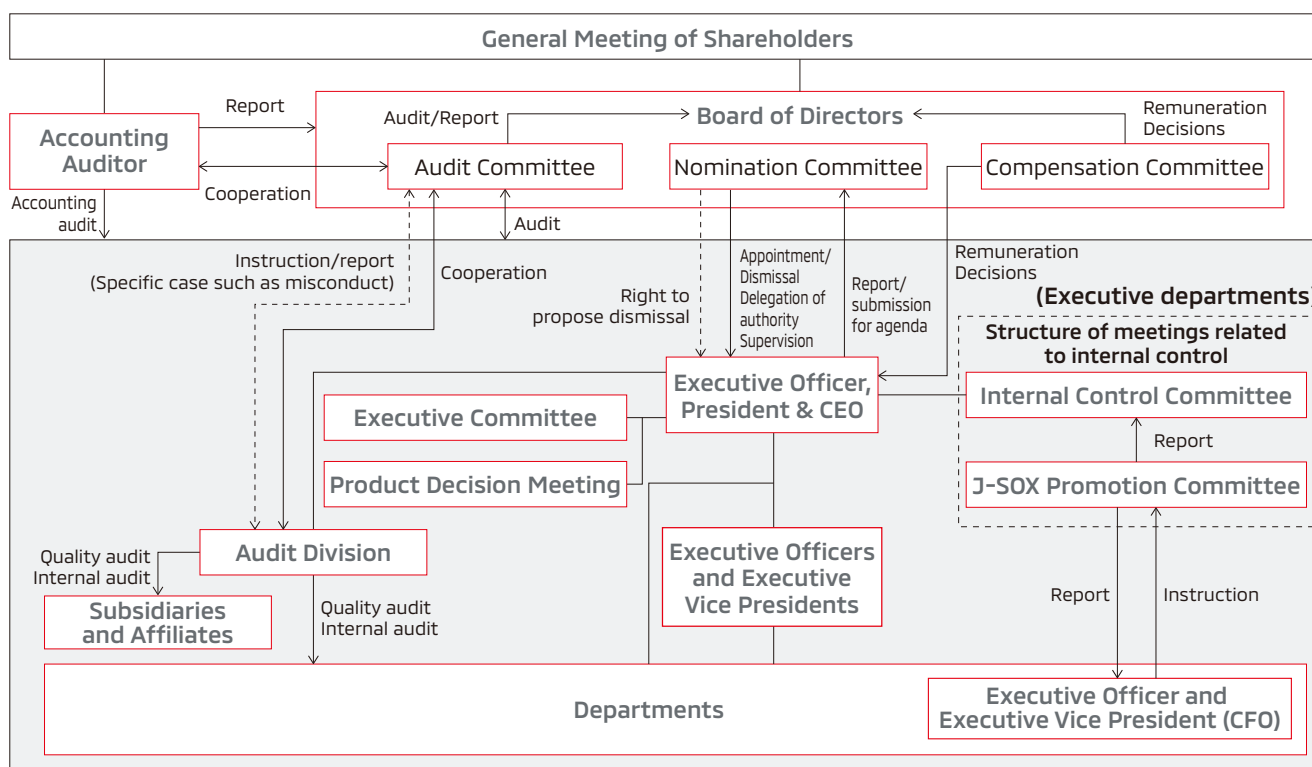 General Meeting of Shareholders
Report
Accounting
Auditor
Cooperation
Accounting
audit
Audit/Report
Board of Directors
Remuneration
Decisions
Audit Committee
Nomination Committee
Compensation Committee
Audit
Instruction/report
(Specific case such as misconduct)
Cooperation
Right to
propose dismissal
Appointment/
Dismissal
Delegation of
authority
Supervision
Report/
submission
for agenda
Remuneration
Decisions
(Executive departments)
Structure of meetings related
to internal control
Executive Officer,
President & CEO
Executive Committee
Product Decision Meeting
Internal Control Committee
Report
J-SOX Promotion Committee
Audit Division
Quality audit
Internal audit
Subsidiaries
and Affiliates
Quality audit
Internal audit
Executive Officers
and Executive
Vice Presidents
Report
Instruction
Departments
Executive Officer and
Executive Vice President (CFO)